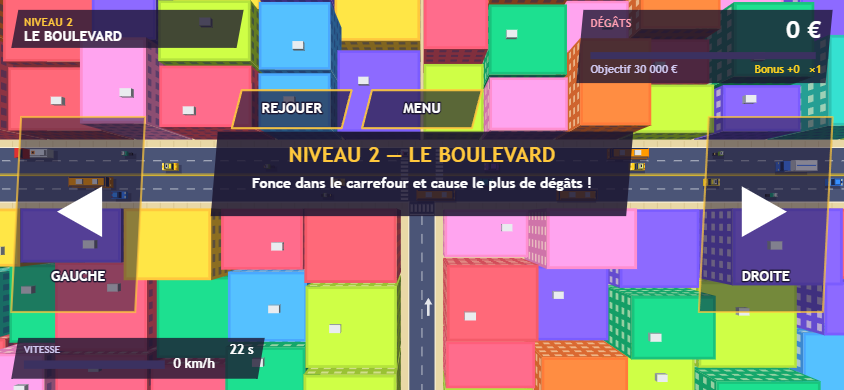 NIVEAU 2
LE BOULEVARD
DÉGÂTS
0 €
Objectif 30 000 €
Bonus +0 ×1
REJOUER
MENU
NIVEAU 2 — LE BOULEVARD
Fonce dans le carrefour et cause le plus de dégâts !
GAUCHE
DROITE
VITESSE
22 s
0 km/h